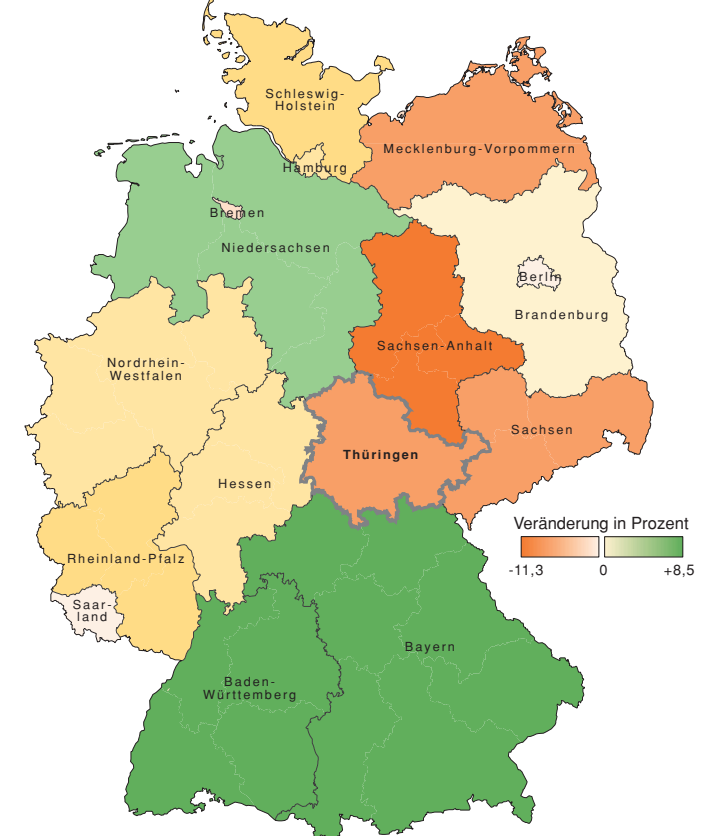 Schleswig-
Holstein
Mecklenburg-Vorpommern
Hamburg
Bremen
Niedersachsen
Berlin
Brandenburg
Sachsen-Anhalt
Nordrhein-
Westfalen
Sachsen
Thüringen
Hessen
Veränderung in Prozent
-11,3 0 +8,5
Rheinland-Pfalz
Saar-
land
Bayern
Baden-
Württemberg